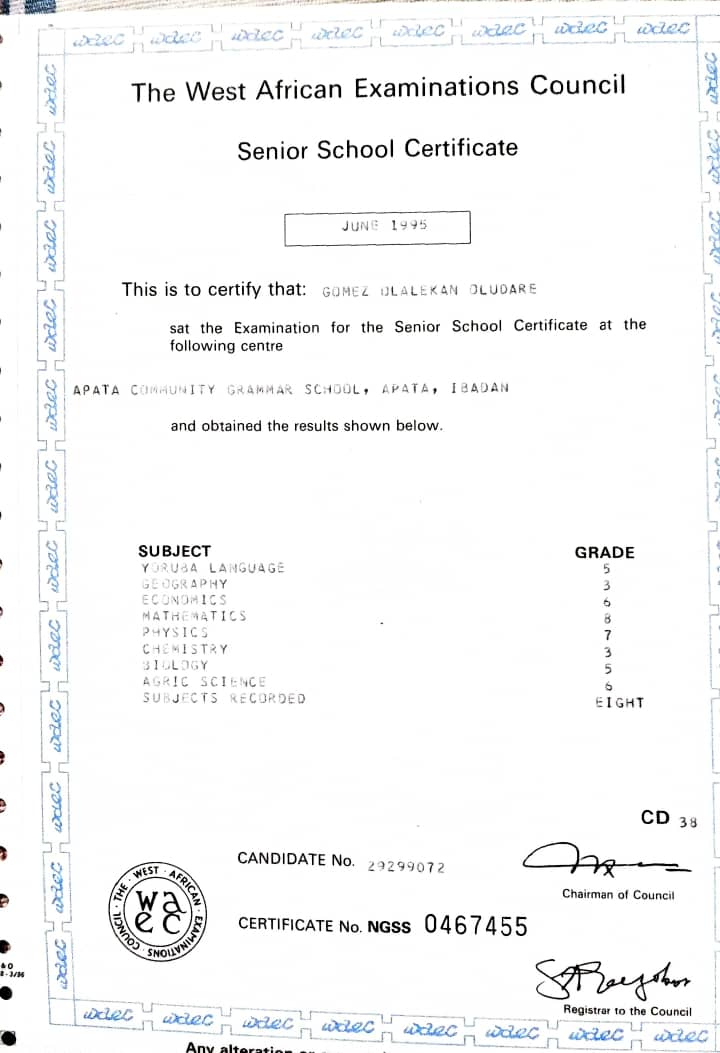 waec waec waec waec waec waec waec waec
The West African Examinations Council
Senior School Certificate
JUNE 1995
This is to certify that: GOMEZ OLALEKAN OLUDARE
sat the Examination for the Senior School Certificate at the
following centre
APATA COMMUNITY GRAMMAR SCHOOL, APATA, IBADAN
and obtained the results shown below.
SUBJECT GRADE
YORUBA LANGUAGE 5
GEOGRAPHY 3
ECONOMICS 6
MATHEMATICS 8
PHYSICS 7
CHEMISTRY 3
BIOLOGY 5
AGRIC SCIENCE 6
SUBJECTS RECORDED EIGHT
CD 38
CANDIDATE No. 29299072
Chairman of Council
THE · WEST · AFRICAN · EXAMINATIONS · COUNCIL ·
waec
CERTIFICATE No. NGSS 0467455
Registrar to the Council
waec waec waec waec waec waec waec waec
Any alteration or